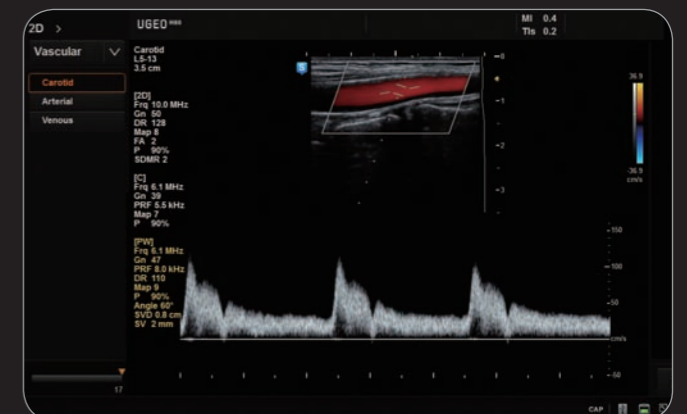 2D >
UGEO
MI 0.4
TIs 0.2
Vascular
Carotid
Arterial
Venous
Carotid
L5-13
3.5 cm
[2D]
Frq 10.0 MHz
Gn 50
DR 128
Map 8
FA 2
P 90%
SDMR 2
[C]
Frq 6.1 MHz
Gn 39
PRF 5.5 kHz
Map 7
P 90%
[PW]
Frq 6.1 MHz
Gn 47
PRF 8.0 kHz
DR 110
Map 9
P 90%
Angle 60°
SVD 0.8 cm
SV 2 mm
S
-0
-1
-2
-3
36.9
-36.9
cm/s
-150
-100
-50
cm/s
-50
17
CAP